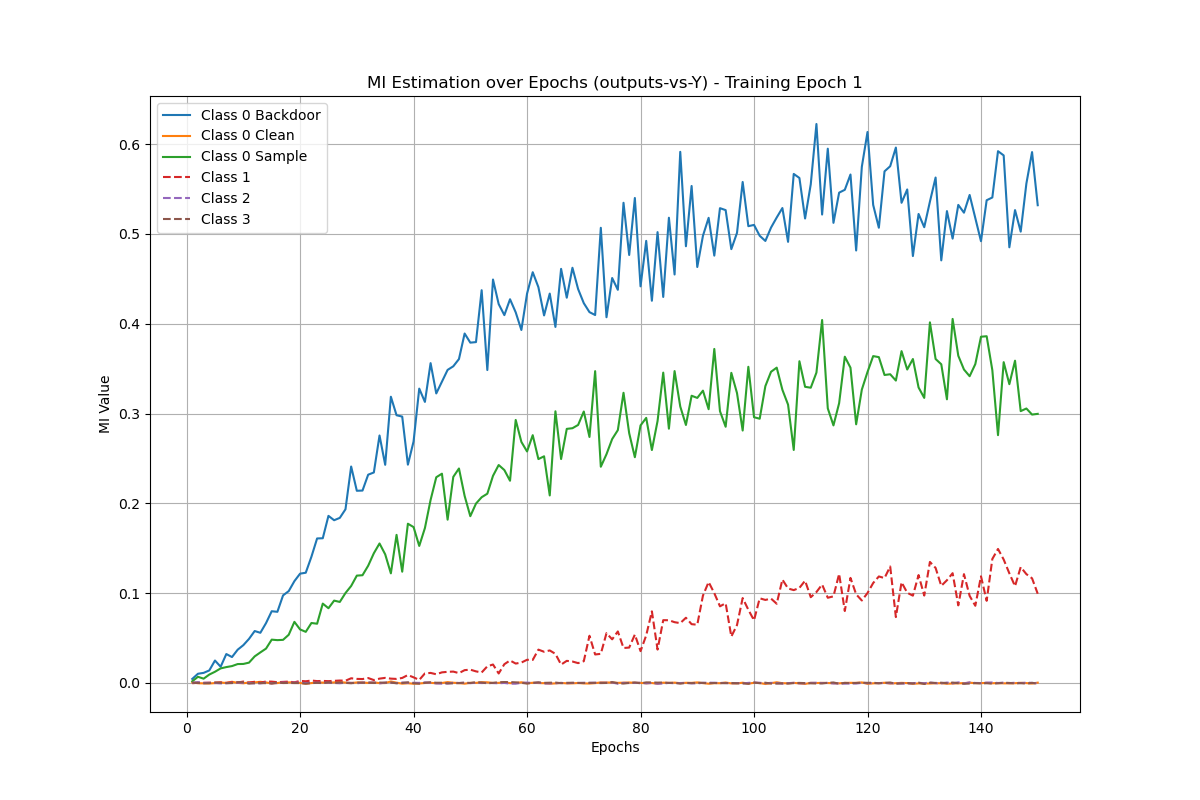 MI Estimation over Epochs (outputs-vs-Y) - Training Epoch 1
Class 0 Backdoor
Class 0 Clean
Class 0 Sample
Class 1
Class 2
Class 3
0.6
0.5
0.4
0.3
0.2
0.1
0.0
MI Value
0 20 40 60 80 100 120 140
Epochs